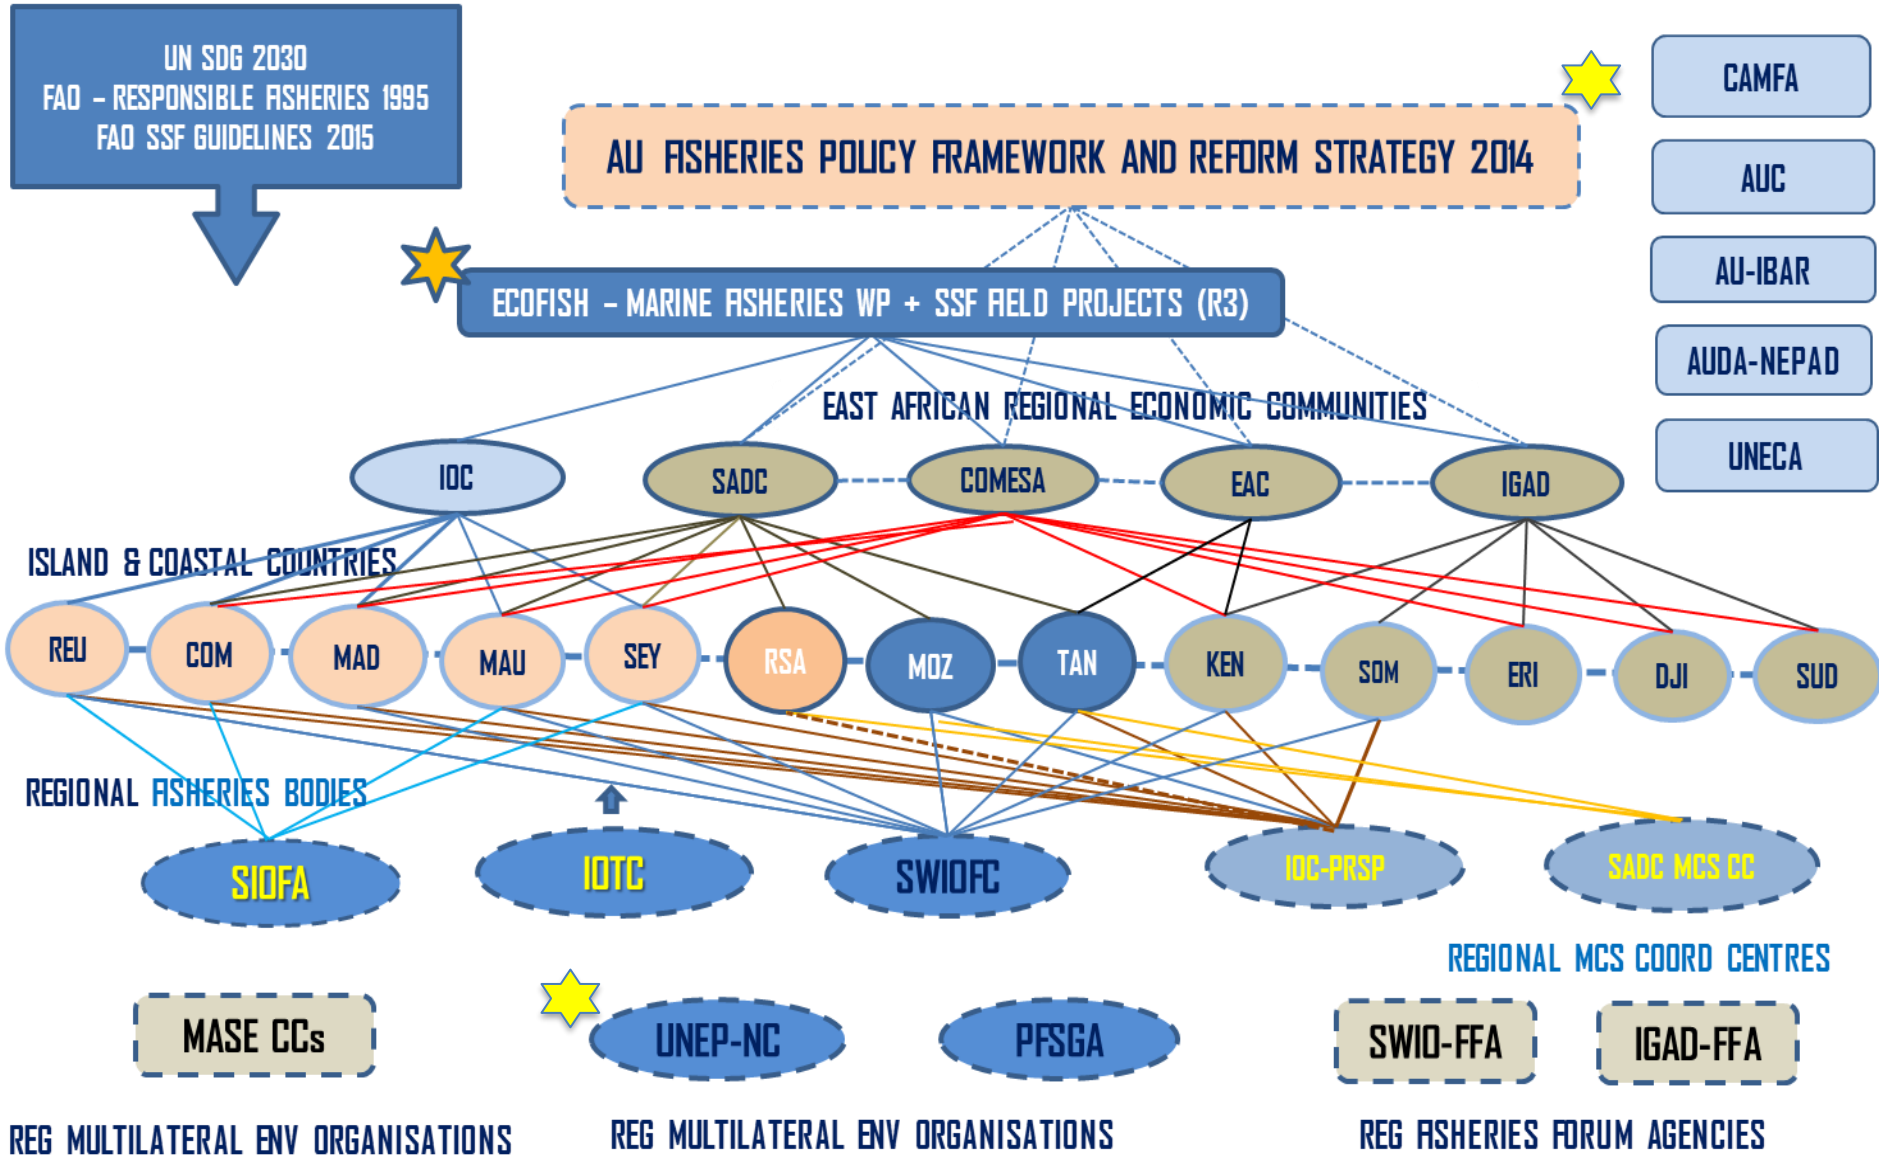 UN SDG 2030
FAO – RESPONSIBLE FISHERIES 1995
FAO SSF GUIDELINES 2015
CAMFA
AU FISHERIES POLICY FRAMEWORK AND REFORM STRATEGY 2014
AUC
AU-IBAR
ECOFISH – MARINE FISHERIES WP + SSF FIELD PROJECTS (R3)
AUDA-NEPAD
EAST AFRICAN REGIONAL ECONOMIC COMMUNITIES
UNECA
IOC
SADC
COMESA
EAC
IGAD
ISLAND & COASTAL COUNTRIES
REU
COM
MAD
MAU
SEY
RSA
MOZ
TAN
KEN
SOM
ERI
DJI
SUD
REGIONAL FISHERIES BODIES
SIOFA
IOTC
SWIOFC
IOC-PRSP
SADC MCS CC
REGIONAL MCS COORD CENTRES
MASE CCs
UNEP-NC
PFSGA
SWIO-FFA
IGAD-FFA
REG MULTILATERAL ENV ORGANISATIONS
REG MULTILATERAL ENV ORGANISATIONS
REG FISHERIES FORUM AGENCIES